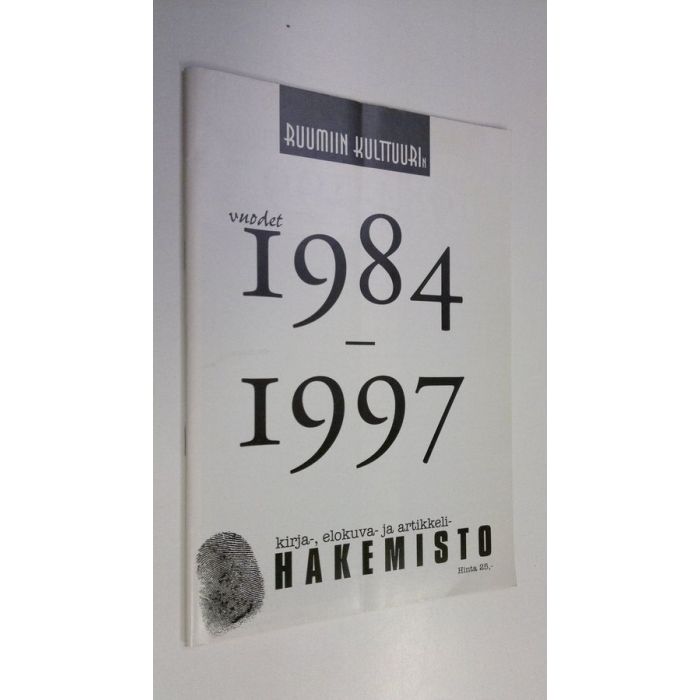 RUUMIIN KULTTUURIN
vuodet
1984
–
1997
kirja-, elokuva- ja artikkeli-
HAKEMISTO
Hinta 25,-